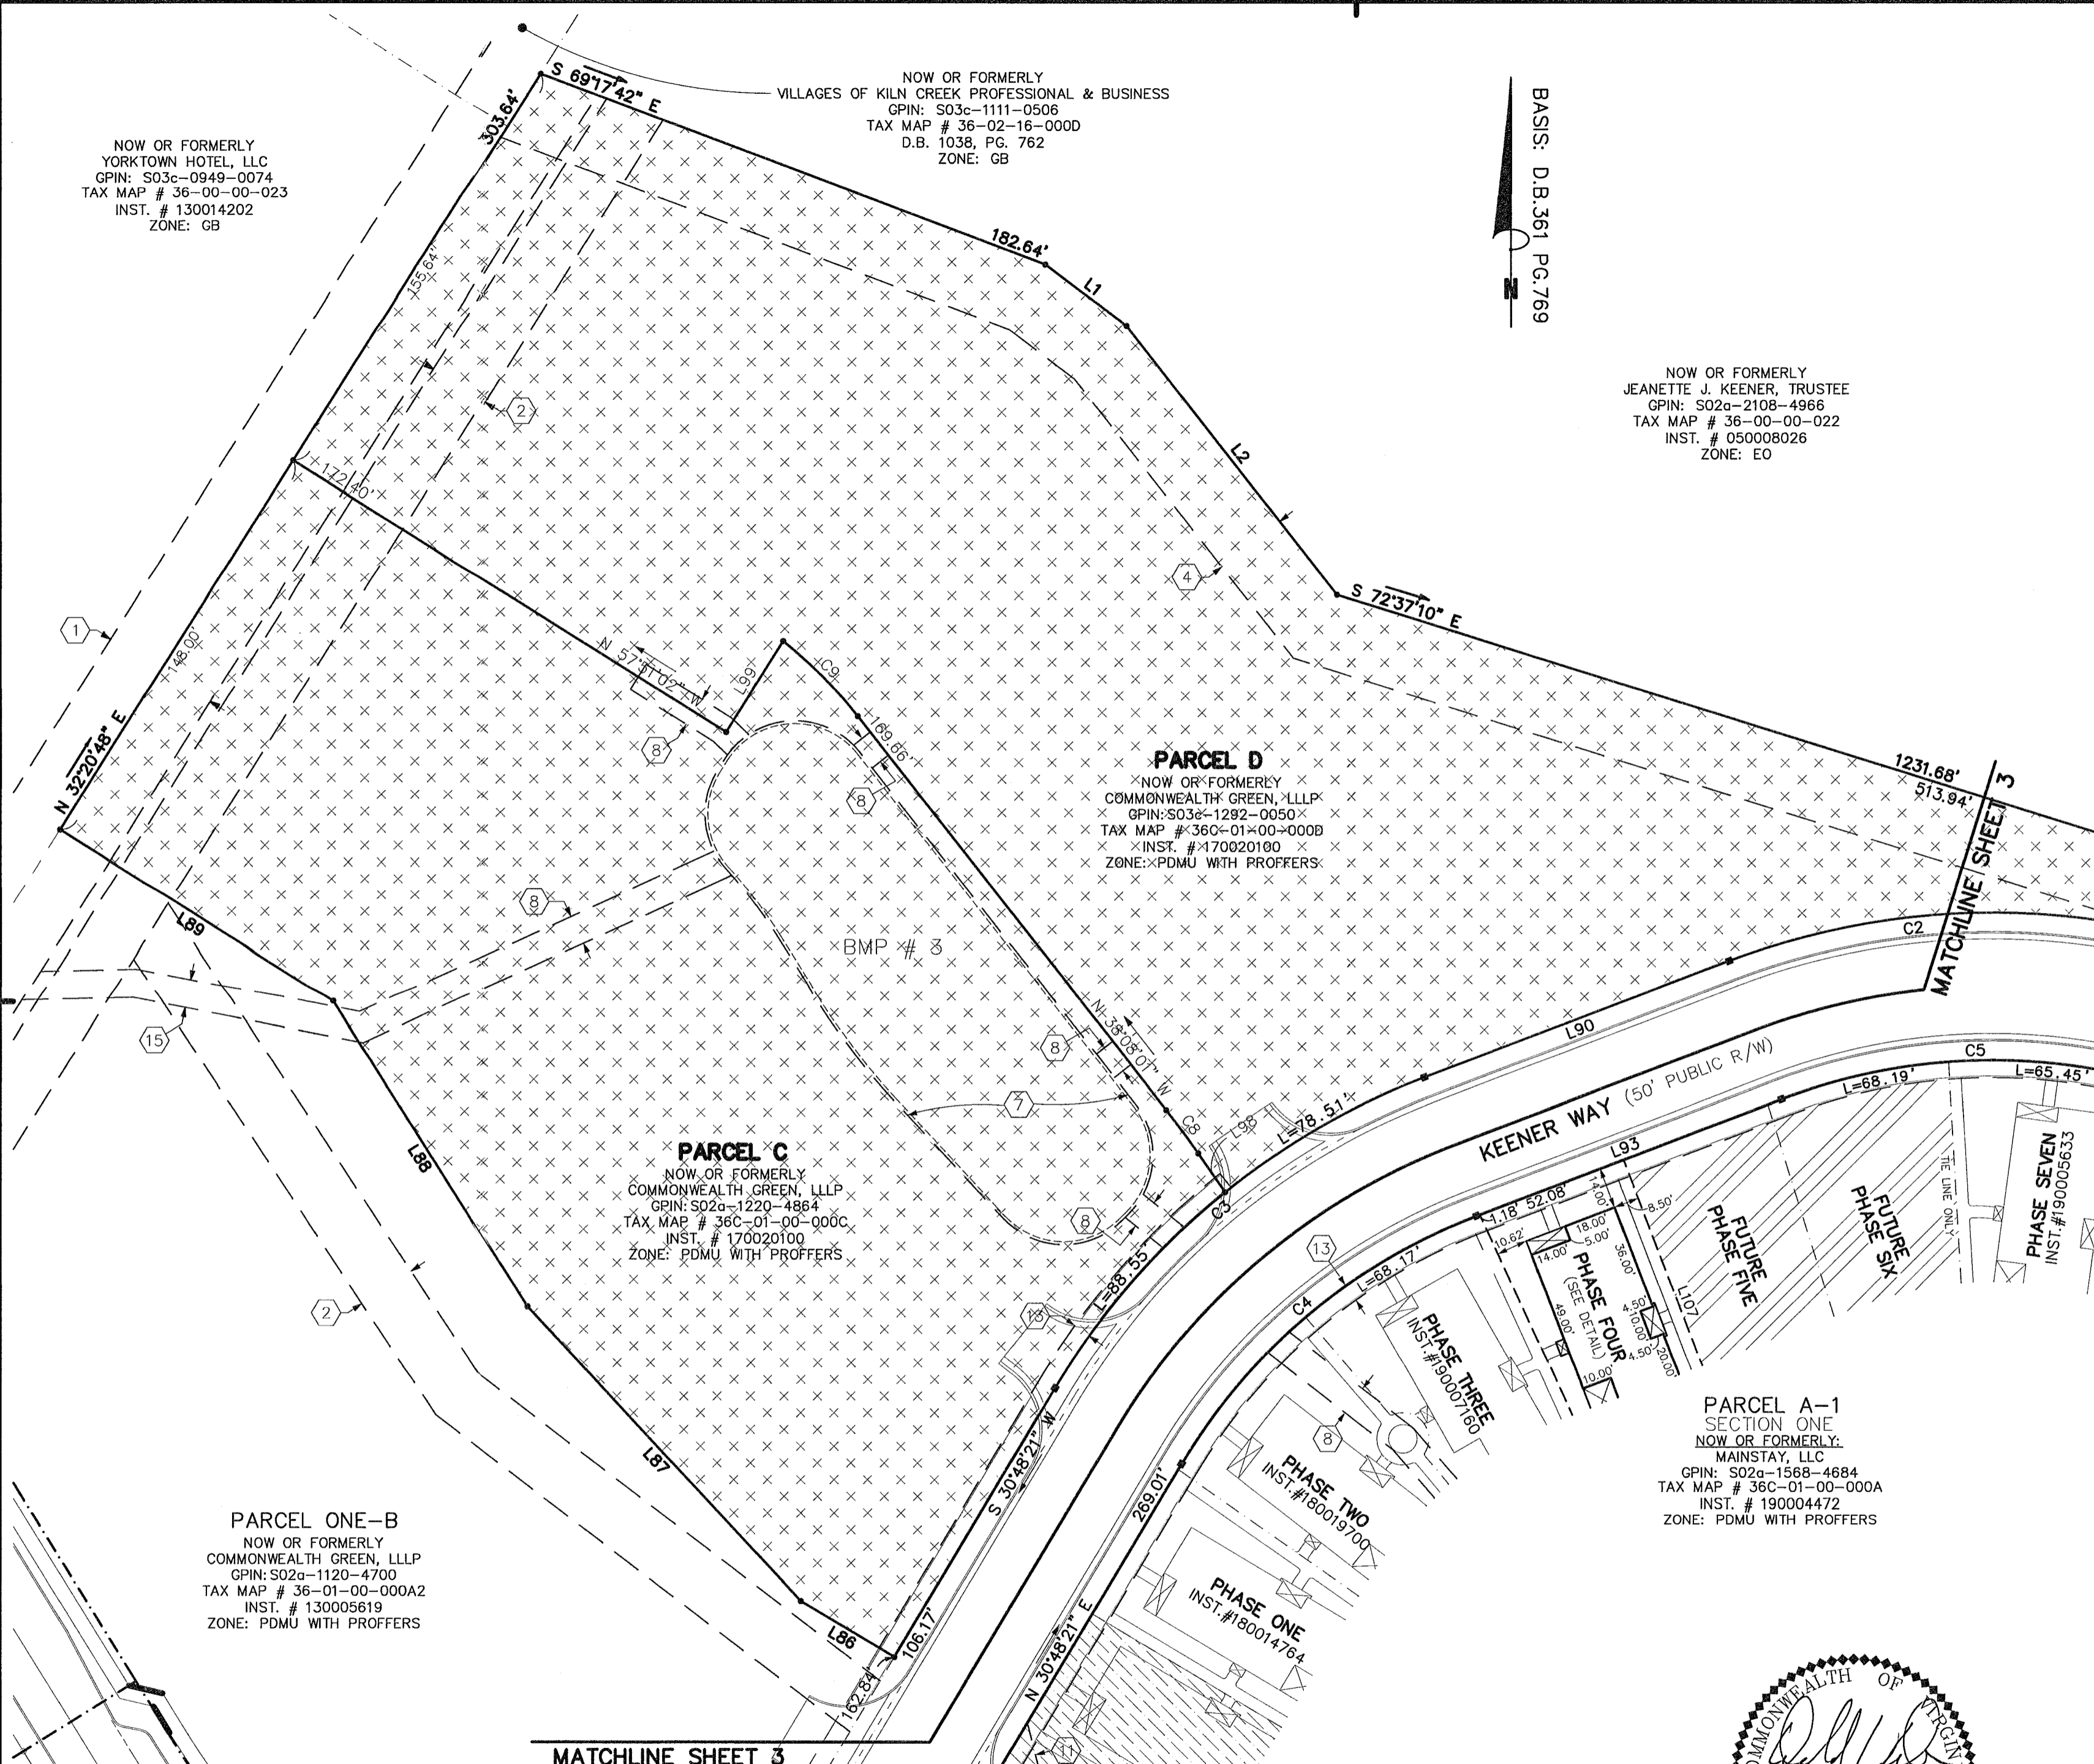 S 69°17'42" E
303.64'
NOW OR FORMERLY
VILLAGES OF KILN CREEK PROFESSIONAL & BUSINESS
GPIN: S03c-1111-0506
TAX MAP # 36-02-16-000D
D.B. 1038, PG. 762
ZONE: GB
BASIS: D.B.361 PG.769
N
NOW OR FORMERLY
YORKTOWN HOTEL, LLC
GPIN: S03c-0949-0074
TAX MAP # 36-00-00-023
INST. # 130014202
ZONE: GB
182.64'
L1
155.64'
NOW OR FORMERLY
JEANETTE J. KEENER, TRUSTEE
GPIN: S02a-2108-4966
TAX MAP # 36-00-00-022
INST. # 050008026
ZONE: EO
2
L2
172.40'
4
S 72°37'10" E
1
148.00'
N 57°51'02" W
L99
C9
8
169.66'
8
N 32°20'48" E
PARCEL D
NOW OR FORMERLY
COMMONWEALTH GREEN, LLLP
GPIN: S03c-1292-0050
TAX MAP # 36C-01-00-000D
INST. # 170020100
ZONE: PDMU WITH PROFFERS
1231.68'
513.94'
MATCHLINE SHEET 3
L89
8
BMP # 3
C2
15
N 38°08'01" W
8
L90
C5
KEENER WAY (50' PUBLIC R/W)
L=68.19'
L=65.45'
7
C8
L98
L=78.51'
L88
PARCEL C
NOW OR FORMERLY
COMMONWEALTH GREEN, LLLP
GPIN: S02a-1220-4864
TAX MAP # 36C-01-00-000C
INST. # 170020100
ZONE: PDMU WITH PROFFERS
8
C3
L=88.55'
13
L93
1.18'
52.08'
14.00'
8.50'
10.62'
18.00'
5.00'
14.00'
36.00'
49.00'
4.50'
10.00'
4.50'
20.00'
10.00'
L107
PHASE FOUR
(SEE DETAIL)
FUTURE
PHASE FIVE
FUTURE
PHASE SIX
TIE LINE ONLY
PHASE SEVEN
INST.#190005633
13
C4
L=68.17'
2
PHASE THREE
INST.#190007160
8
L87
S 30°48'21" W
269.01'
PHASE TWO
INST.#180019700
PARCEL A-1
SECTION ONE
NOW OR FORMERLY:
MAINSTAY, LLC
GPIN: S02a-1568-4684
TAX MAP # 36C-01-00-000A
INST. # 190004472
ZONE: PDMU WITH PROFFERS
PARCEL ONE-B
NOW OR FORMERLY
COMMONWEALTH GREEN, LLLP
GPIN: S02a-1120-4700
TAX MAP # 36-01-00-000A2
INST. # 130005619
ZONE: PDMU WITH PROFFERS
L86
106.17'
162.84'
N 30°48'21" E
PHASE ONE
INST.#180014764
11
MATCHLINE SHEET 3
COMMONWEALTH OF